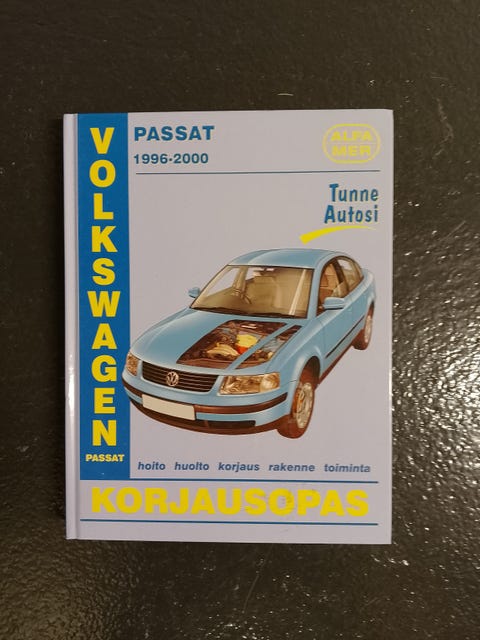 VOLKSWAGEN
PASSAT
PASSAT
1996-2000
ALFA
MER
Tunne
Autosi
hoito huolto korjaus rakenne toiminta
KORJAUSOPAS